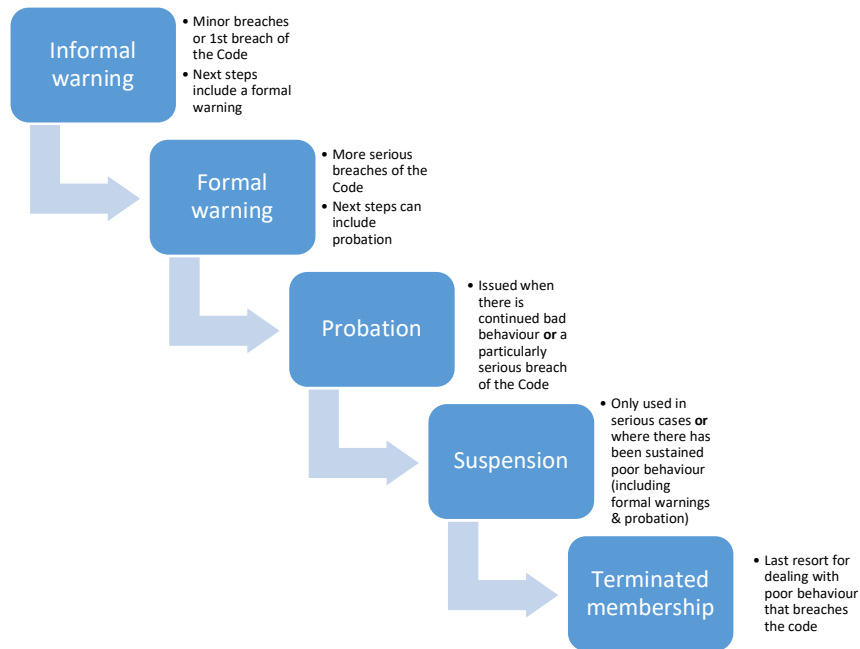 Informal
warning
• Minor breaches
or 1st breach of
the Code
• Next steps
include a formal
warning
Formal
warning
• More serious
breaches of the
Code
• Next steps can
include
probation
Probation
• Issued when
there is
continued bad
behaviour or a
particularly
serious breach
of the Code
Suspension
• Only used in
serious cases or
where there has
been sustained
poor behaviour
(including
formal warnings
& probation)
Terminated
membership
• Last resort for
dealing with
poor behaviour
that breaches
the code